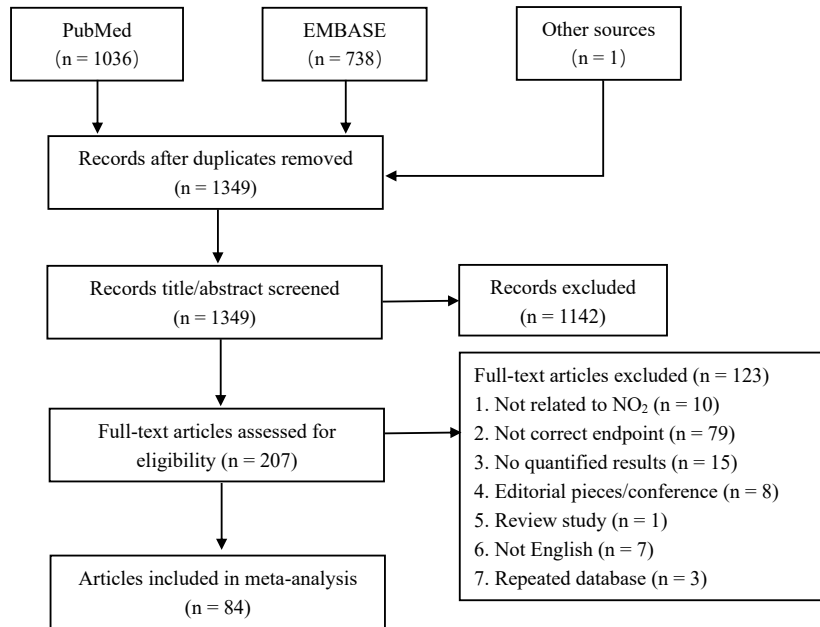 PubMed
（n = 1036）
EMBASE
（n = 738）
Other sources
（n = 1）
Records after duplicates removed
(n = 1349)
Records title/abstract screened
(n = 1349)
Records excluded
(n = 1142)
Full-text articles assessed for
eligibility (n = 207)
Full-text articles excluded (n = 123)
1. Not related to NO₂ (n = 10)
2. Not correct endpoint (n = 79)
3. No quantified results (n = 15)
4. Editorial pieces/conference (n = 8)
5. Review study (n = 1)
6. Not English (n = 7)
7. Repeated database (n = 3)
Articles included in meta-analysis
(n = 84)